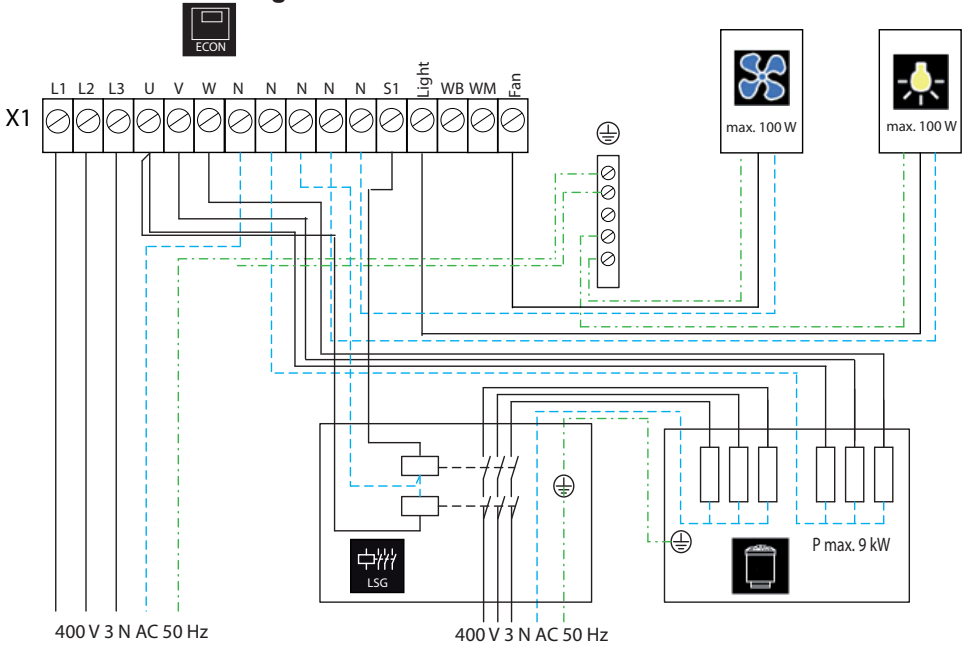 ECON
L1 L2 L3 U V W N N N N N S1 Light WB WM Fan
X1
max. 100 W
max. 100 W
P max. 9 kW
LSG
400 V 3 N AC 50 Hz
400 V 3 N AC 50 Hz